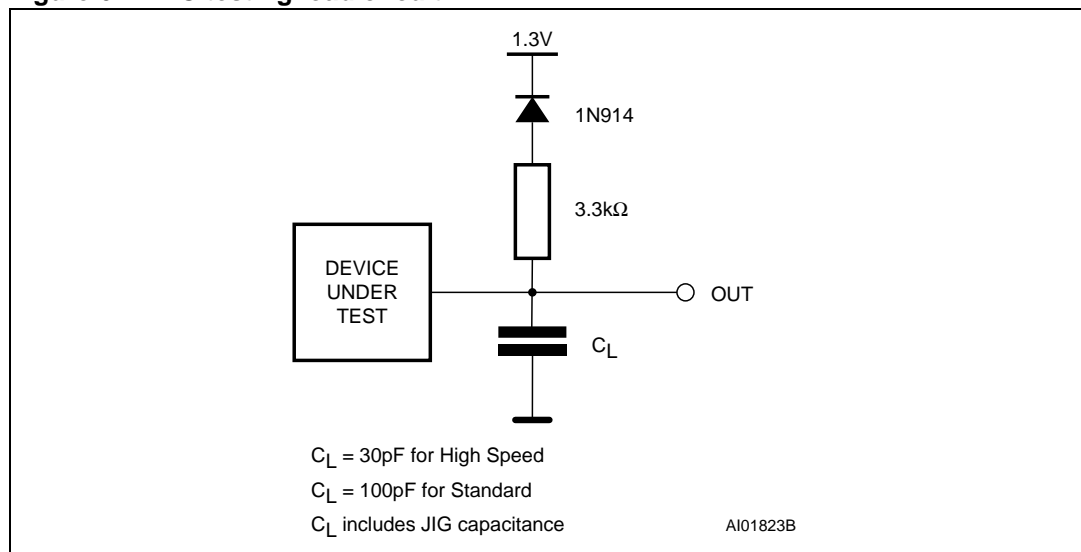 1.3V
1N914
3.3kΩ
DEVICE
UNDER
TEST
OUT
CL
CL = 30pF for High Speed
CL = 100pF for Standard
CL includes JIG capacitance
AI01823B